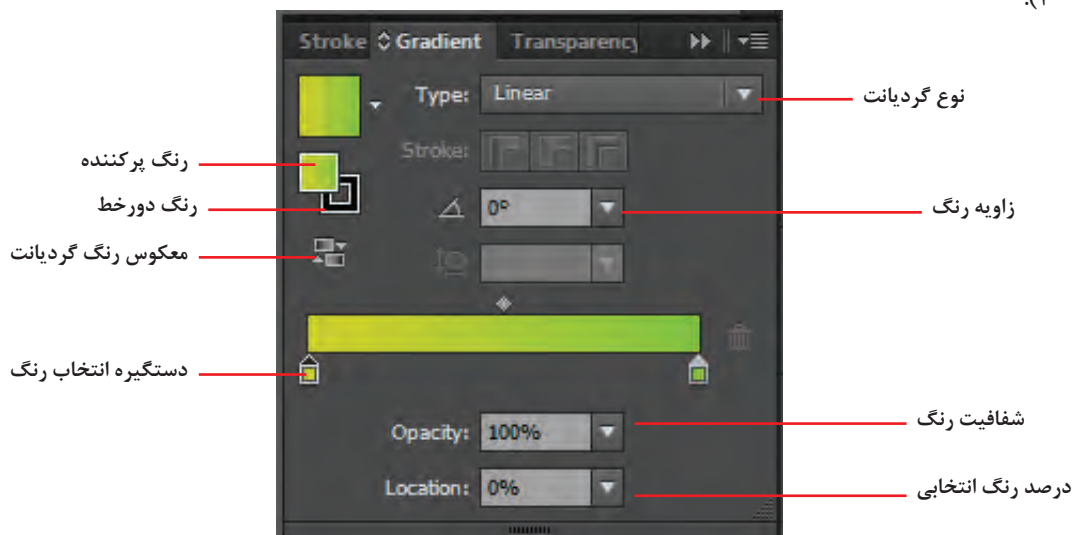 ۳).
Stroke Gradient Transparency
Type: Linear
نوع گردیانت
Stroke:
رنگ پرکننده
رنگ دورخط
0°
زاویه رنگ
معکوس رنگ گردیانت
دستگیره انتخاب رنگ
Opacity: 100%
شفافیت رنگ
Location: 0%
درصد رنگ انتخابی